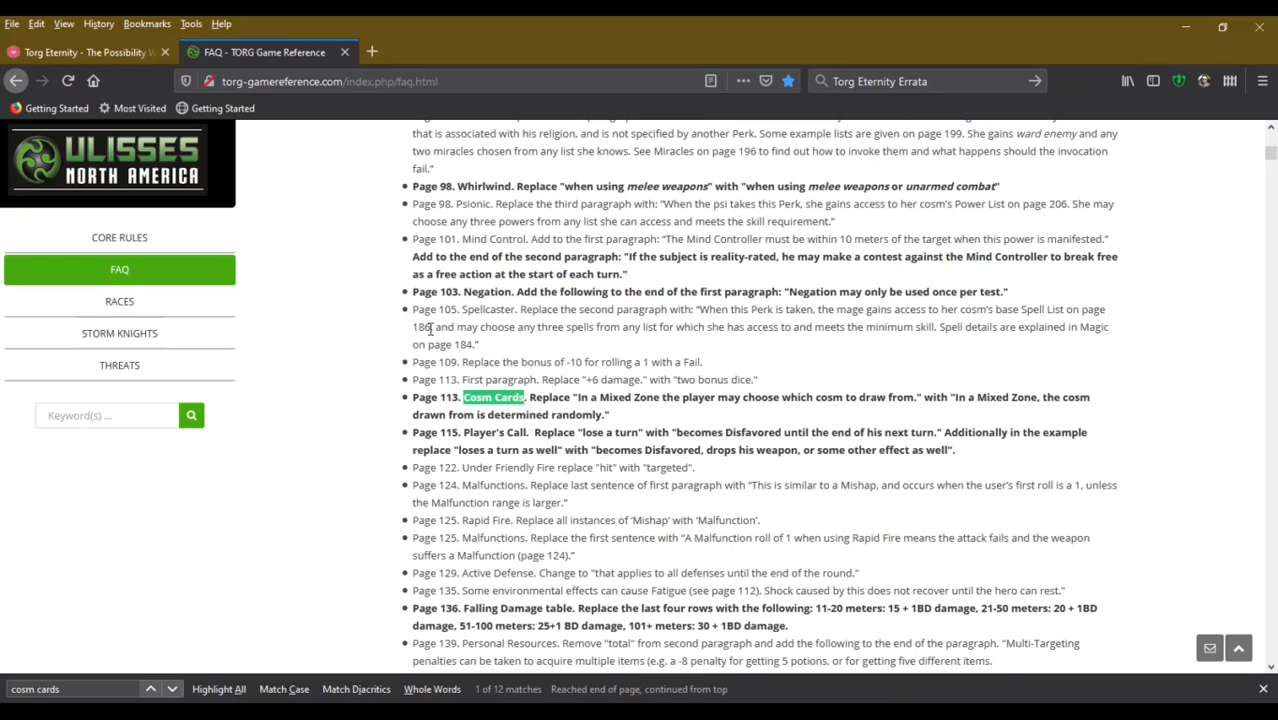 File Edit View History Bookmarks Tools Help
Torg Eternity - The Possibility W
FAQ - TORG Game Reference
torg-gamereference.com/index.php/faq.html
Torg Eternity Errata
Getting Started Most Visited Getting Started
ULISSES
NORTH AMERICA
CORE RULES
FAQ
RACES
STORM KNIGHTS
THREATS
Keyword(s) ...
that is associated with his religion, and is not specified by another Perk. Some example lists are given on page 199. She gains ward enemy and any
two miracles chosen from any list she knows. See Miracles on page 196 to find out how to invoke them and what happens should the invocation
fail.”
Page 98. Whirlwind. Replace "when using melee weapons" with "when using melee weapons or unarmed combat"
Page 98. Psionic. Replace the third paragraph with: “When the psi takes this Perk, she gains access to her cosm’s Power List on page 206. She may
choose any three powers from any list she can access and meets the skill requirement.”
Page 101. Mind Control. Add to the first paragraph: “The Mind Controller must be within 10 meters of the target when this power is manifested.”
Add to the end of the second paragraph: "If the subject is reality-rated, he may make a contest against the Mind Controller to break free
as a free action at the start of each turn."
Page 103. Negation. Add the following to the end of the first paragraph: "Negation may only be used once per test."
Page 105. Spellcaster. Replace the second paragraph with: “When this Perk is taken, the mage gains access to her cosm’s base Spell List on page
186 and may choose any three spells from any list for which she has access to and meets the minimum skill. Spell details are explained in Magic
on page 184.”
Page 109. Replace the bonus of -10 for rolling a 1 with a Fail.
Page 113. First paragraph. Replace "+6 damage." with "two bonus dice."
Page 113. Cosm Cards. Replace "In a Mixed Zone the player may choose which cosm to draw from." with "In a Mixed Zone, the cosm
drawn from is determined randomly."
Page 115. Player's Call. Replace "lose a turn" with "becomes Disfavored until the end of his next turn." Additionally in the example
replace "loses a turn as well" with "becomes Disfavored, drops his weapon, or some other effect as well".
Page 122. Under Friendly Fire replace "hit" with "targeted".
Page 124. Malfunctions. Replace last sentence of first paragraph with “This is similar to a Mishap, and occurs when the user’s first roll is a 1, unless
the Malfunction range is larger.”
Page 125. Rapid Fire. Replace all instances of ‘Mishap’ with ‘Malfunction’.
Page 125. Malfunctions. Replace the first sentence with “A Malfunction roll of 1 when using Rapid Fire means the attack fails and the weapon
suffers a Malfunction (page 124).”
Page 129. Active Defense. Change to "that applies to all defenses until the end of the round."
Page 135. Some environmental effects can cause Fatigue (see page 112). Shock caused by this does not recover until the hero can rest."
Page 136. Falling Damage table. Replace the last four rows with the following: 11-20 meters: 15 + 1BD damage, 21-50 meters: 20 + 1BD
damage, 51-100 meters: 25+1 BD damage, 101+ meters: 30 + 1BD damage.
Page 139. Personal Resources. Remove "total" from second paragraph and add the following to the end of the paragraph. "Multi-Targeting
penalties can be taken to acquire multiple items (e.g. a -8 penalty for getting 5 potions, or for getting five different items.
cosm cards Highlight All Match Case Match Diacritics Whole Words 1 of 12 matches Reached end of page, continued from top